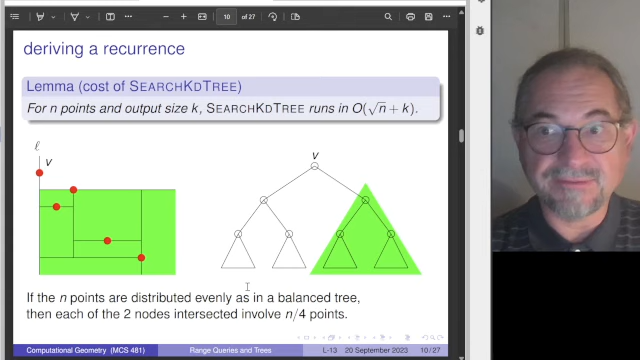 10 of 27
deriving a recurrence
Lemma (cost of SEARCHKDTREE)
For n points and output size k, SEARCHKDTREE runs in O(√n + k).
ℓ
v
v
If the n points are distributed evenly as in a balanced tree,
then each of the 2 nodes intersected involve n/4 points.
Computational Geometry (MCS 481) Range Queries and Trees L-13 20 September 2023 10 / 27